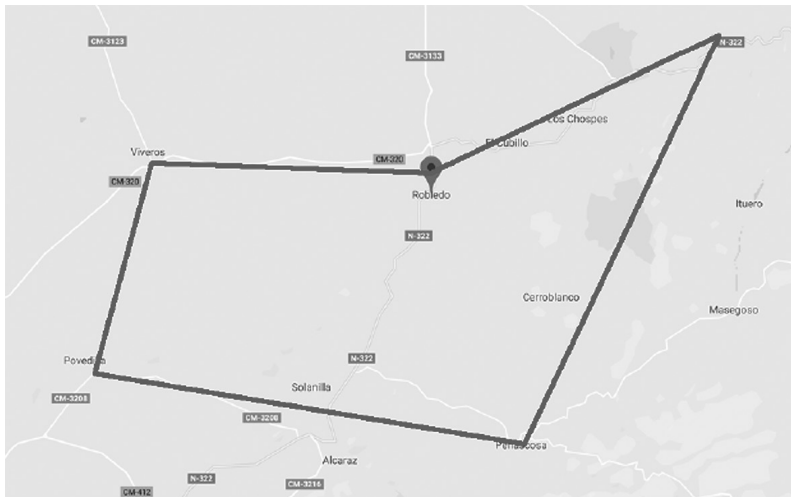 CM-3123
N-322
CM-3133
Los Chospes
El Cubillo
Viveros
CM-320
CM-320
Robledo
Ituero
N-322
Cerroblanco
Masegoso
N-322
Povedilla
Solanilla
CM-3208
CM-3208
Peñascosa
Alcaraz
N-322
CM-3216
CM-412